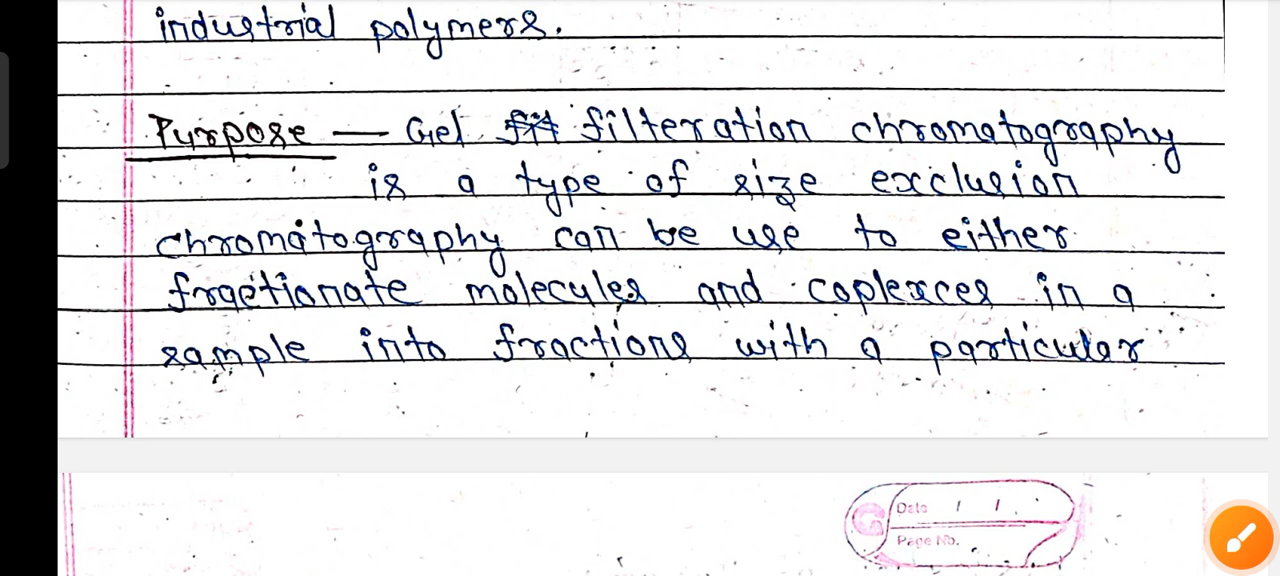 industrial polymers.
Purpose — Gel filteration chromatography
is a type of size exclusion
chromatography can be use to either
fractionate molecules and coplexces in a
sample into fractions with a particular
Date / /
Page No.